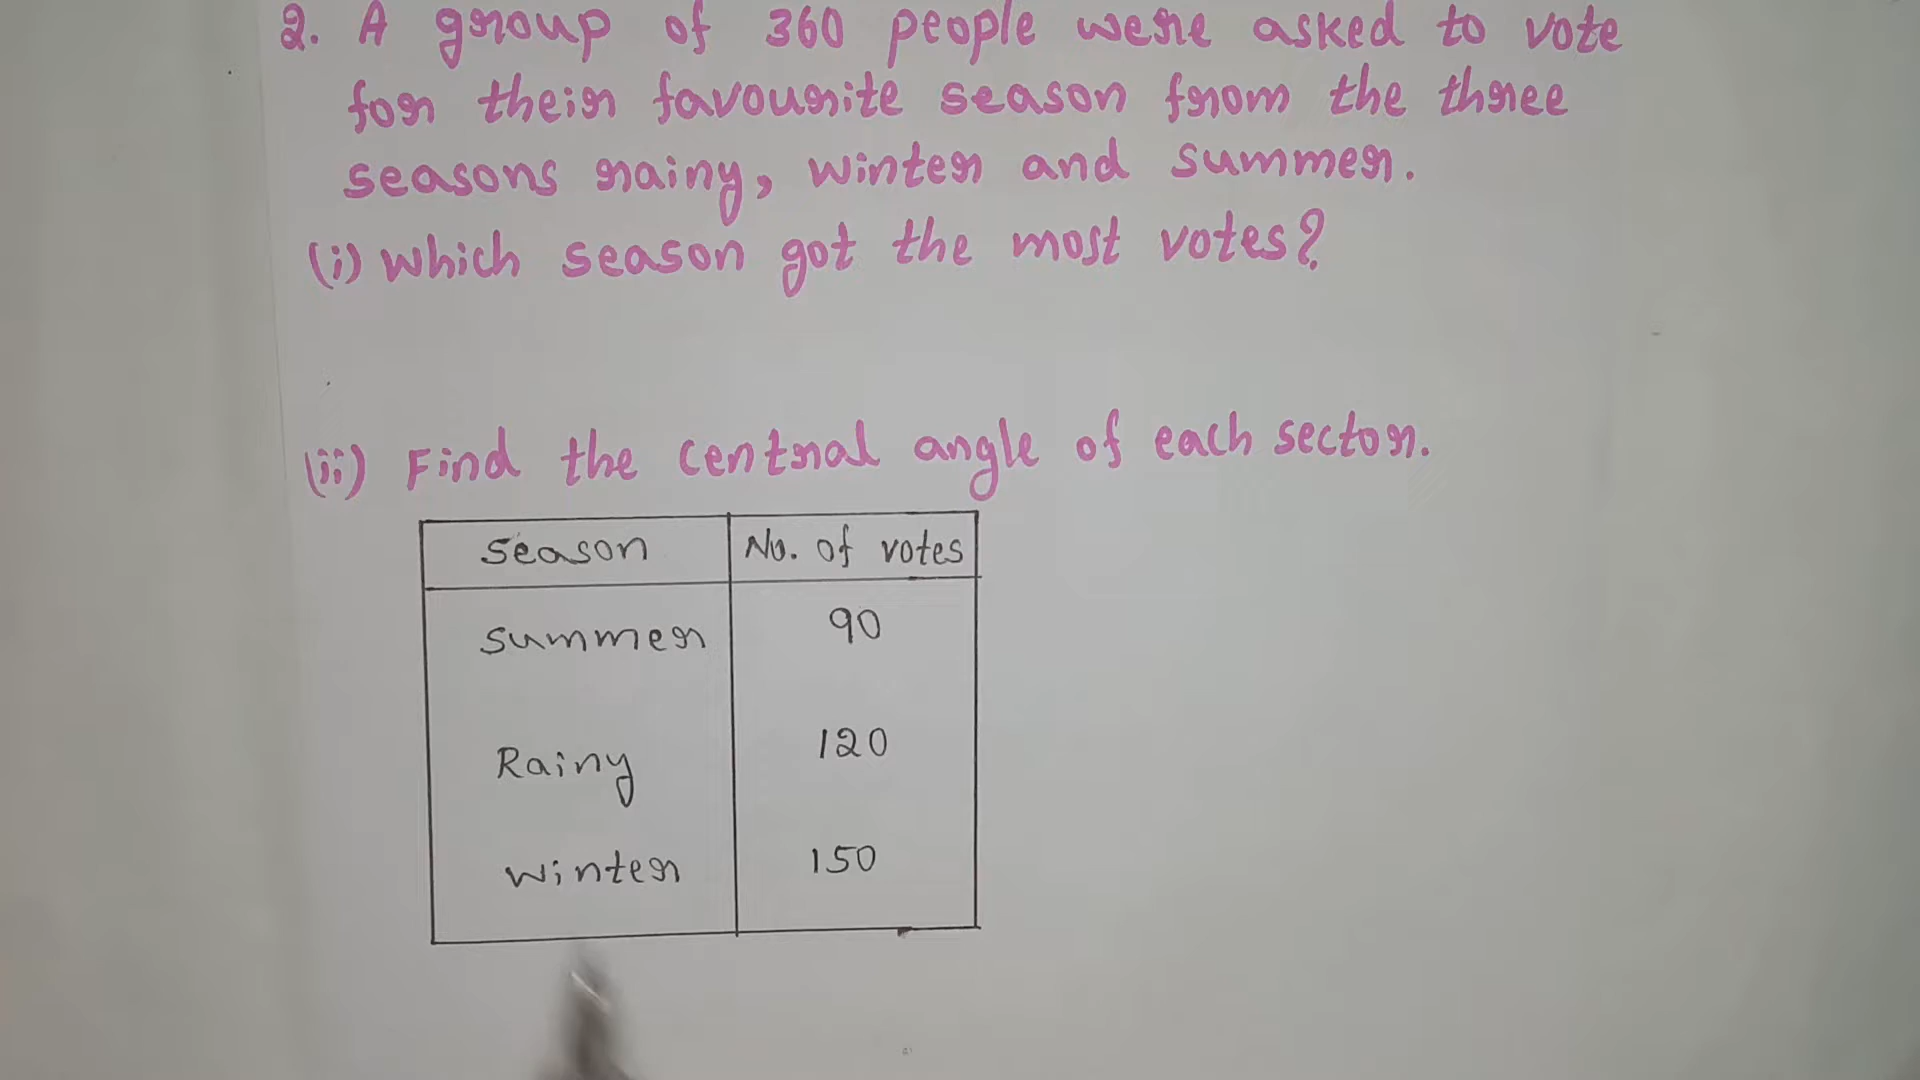 2. A group of 360 people were asked to vote
for their favourite season from the three
seasons rainy, winter and summer.
(i) Which season got the most votes?
(ii) Find the central angle of each sector.
Season No. of votes
Summer 90
Rainy 120
Winter 150